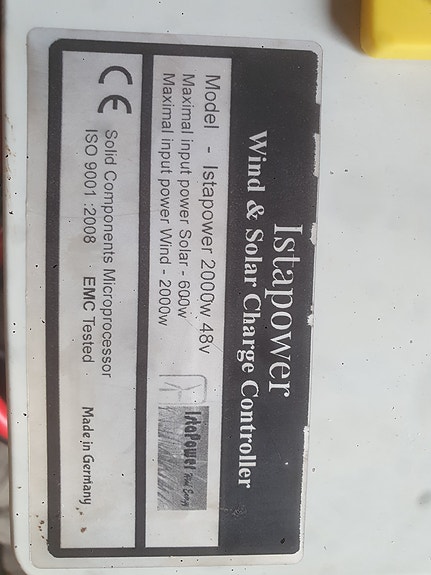 Istapower
Wind & Solar Charge Controller
Model - Istapower 2000w 48v
Maximal input power Solar - 600w
Maximal input power Wind - 2000w
IstaPower
CE Solid Components Microprocessor
ISO 9001 :2008 EMC Tested Made in Germany